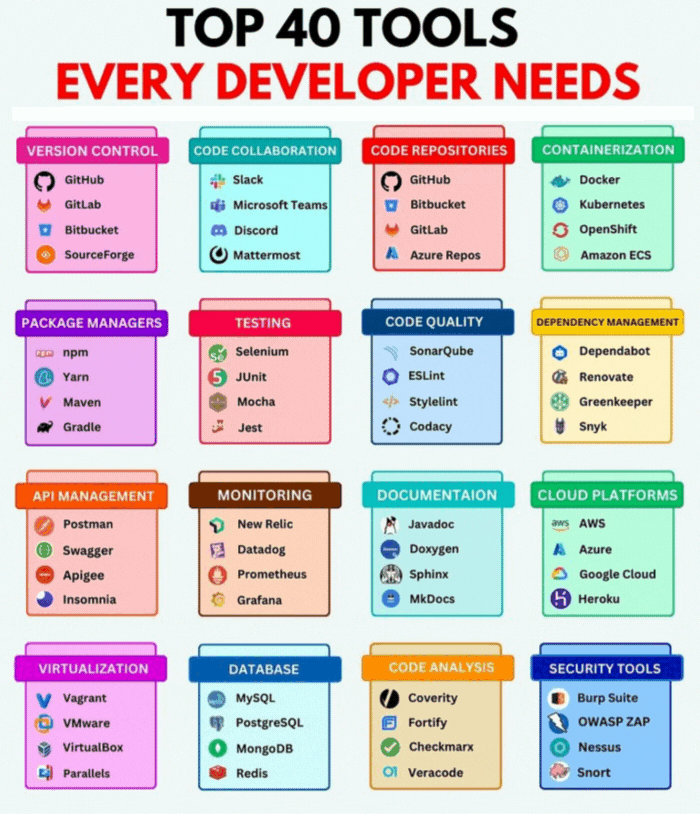 TOP 40 TOOLS
EVERY DEVELOPER NEEDS
VERSION CONTROL
GitHub
GitLab
Bitbucket
SourceForge
CODE COLLABORATION
Slack
Microsoft Teams
Discord
Mattermost
CODE REPOSITORIES
GitHub
Bitbucket
GitLab
Azure Repos
CONTAINERIZATION
Docker
Kubernetes
OpenShift
Amazon ECS
PACKAGE MANAGERS
npm
Yarn
Maven
Gradle
TESTING
Selenium
JUnit
Mocha
Jest
CODE QUALITY
SonarQube
ESLint
Stylelint
Codacy
DEPENDENCY MANAGEMENT
Dependabot
Renovate
Greenkeeper
Snyk
API MANAGEMENT
Postman
Swagger
Apigee
Insomnia
MONITORING
New Relic
Datadog
Prometheus
Grafana
DOCUMENTAION
Javadoc
Doxygen
Sphinx
MkDocs
CLOUD PLATFORMS
aws AWS
Azure
Google Cloud
Heroku
VIRTUALIZATION
Vagrant
VMware
VirtualBox
Parallels
DATABASE
MySQL
PostgreSQL
MongoDB
Redis
CODE ANALYSIS
Coverity
Fortify
Checkmarx
Veracode
SECURITY TOOLS
Burp Suite
OWASP ZAP
Nessus
Snort